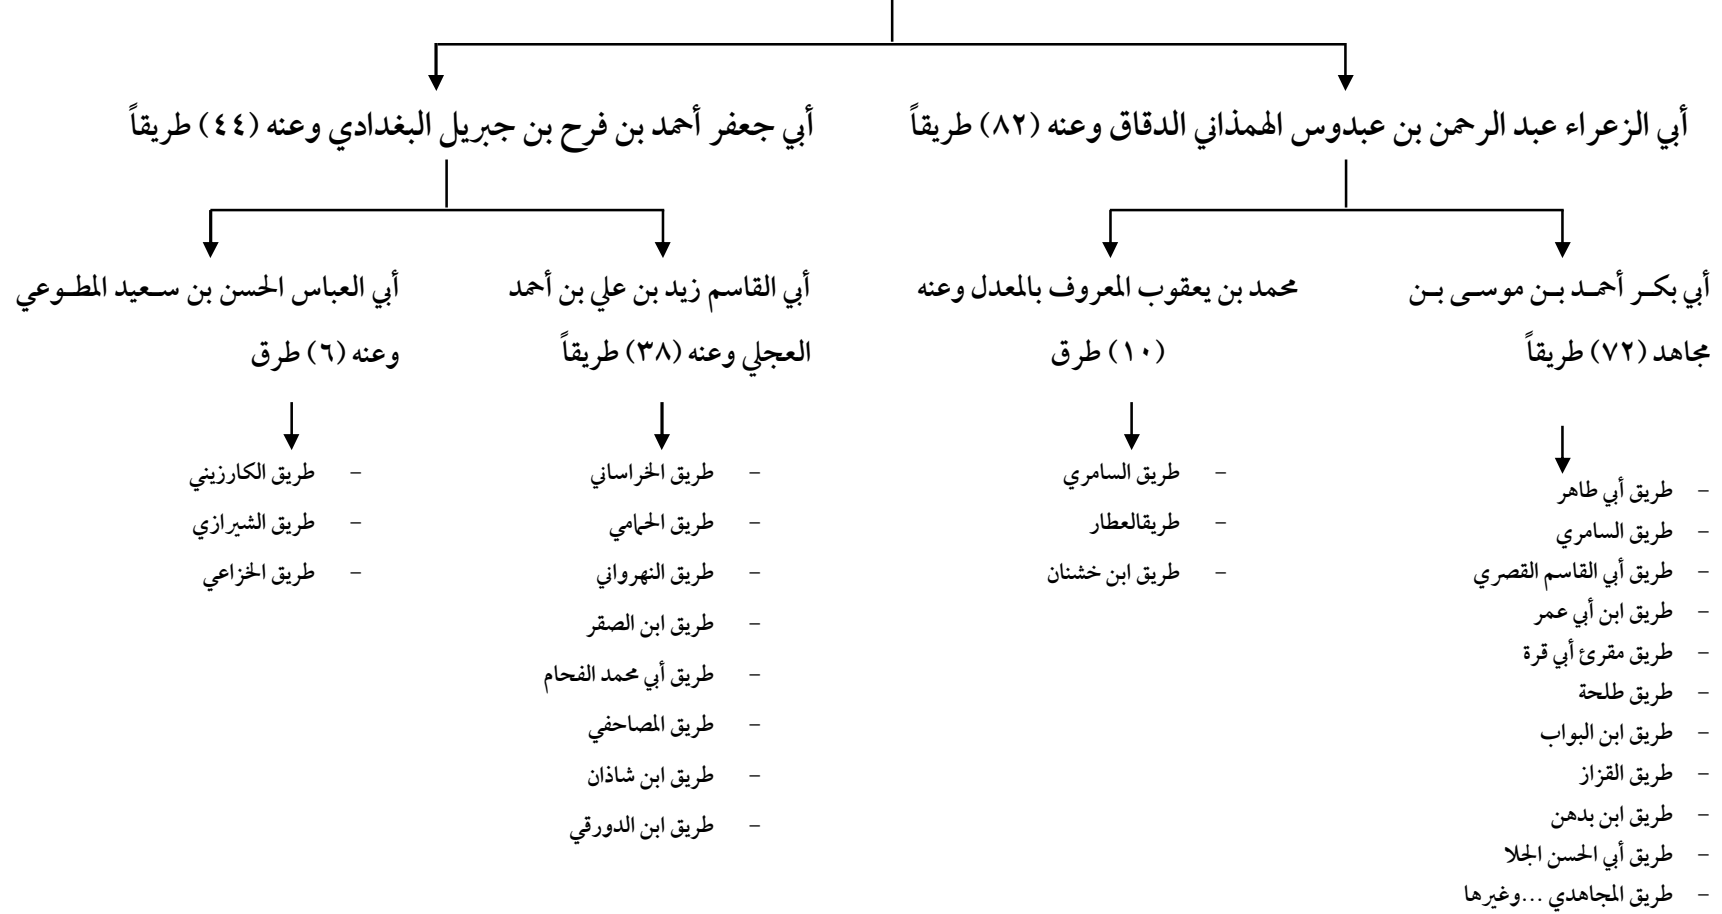 أبي الزعراء عبد الرحمن بن عبدوس الهمذاني الدقاق وعنه (٨٢) طريقاً
أبي جعفر أحمد بن فرح بن جبريل البغدادي وعنه (٤٤) طريقاً
أبي بكر أحمد بن موسى بن
مجاهد (٧٢) طريقاً
محمد بن يعقوب المعروف بالمعدل وعنه
(١٠) طرق
أبي القاسم زيد بن علي بن أحمد
العجلي وعنه (٣٨) طريقاً
أبي العباس الحسن بن سعيد المطوعي
وعنه (٦) طرق
- طريق أبي طاهر
- طريق السامري
- طريق أبي القاسم القصري
- طريق ابن أبي عمر
- طريق مقرئ أبي قرة
- طريق طلحة
- طريق ابن البواب
- طريق القزاز
- طريق ابن بدهن
- طريق أبي الحسن الجلا
- طريق المجاهدي ...وغيرها
- طريق السامري
- طريقالعطار
- طريق ابن خشنان
- طريق الخراساني
- طريق الحمامي
- طريق النهرواني
- طريق ابن الصقر
- طريق أبي محمد الفحام
- طريق المصاحفي
- طريق ابن شاذان
- طريق ابن الدورقي
- طريق الكارزيني
- طريق الشيرازي
- طريق الخزاعي